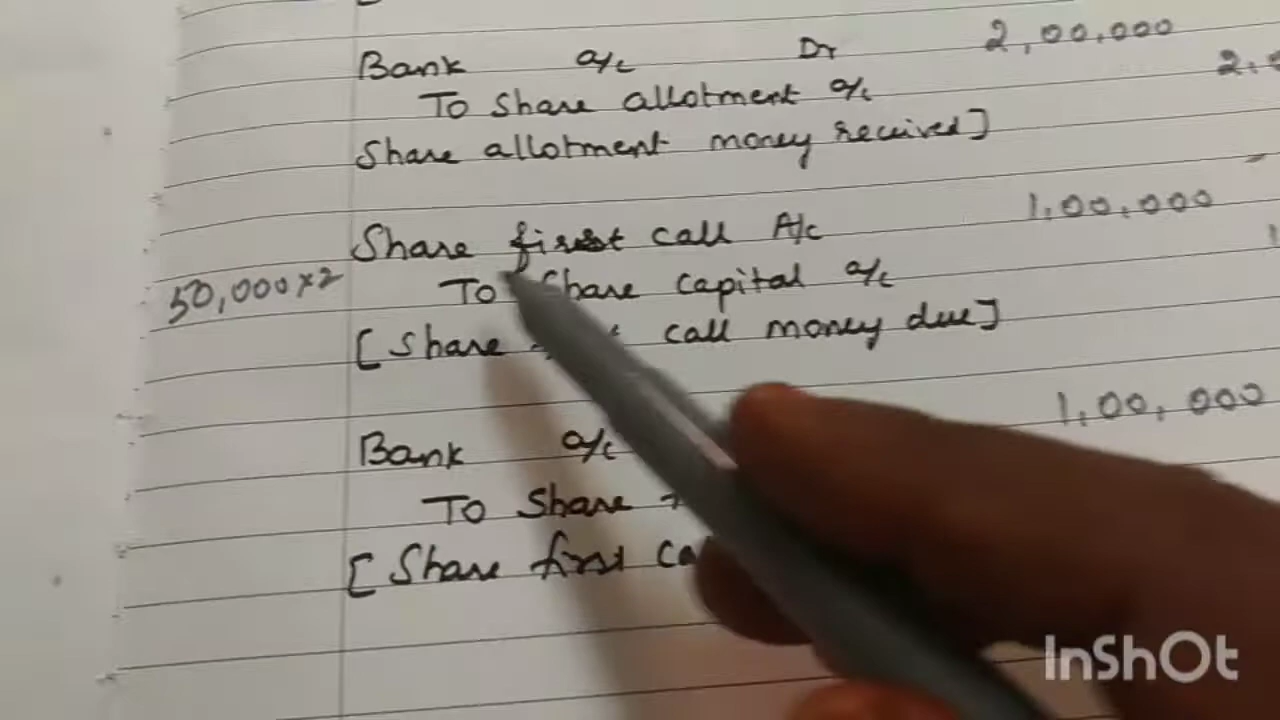 Bank a/c Dr 2,00,000
To Share allotment a/c
Share allotment money received]
Share first call A/c 1,00,000
50,000×2 To Share capital a/c
[Share call money due]
Bank a/c 1,00,000
To Share
[Share first
InShOt